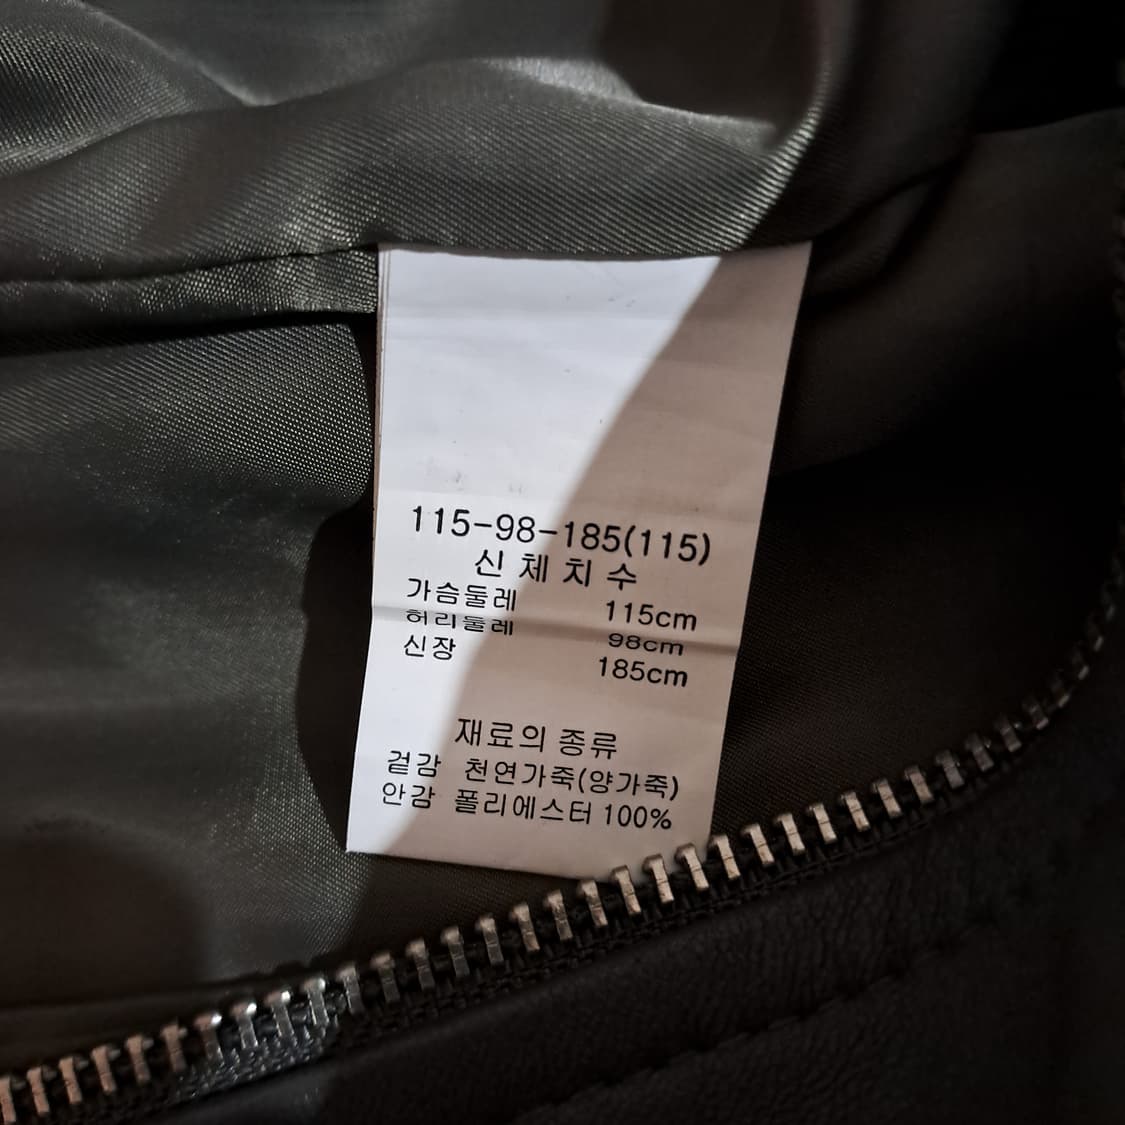 115-98-185(115)
신체치수
가슴둘레 115cm
허리둘레 98cm
신장 185cm
재료의 종류
겉감 천연가죽(양가죽)
안감 폴리에스터 100%